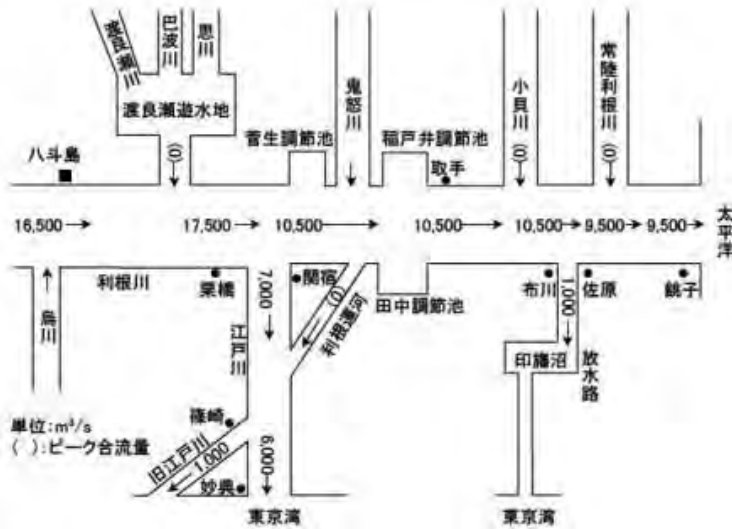 渡良瀬川
巴波川
思川
鬼怒川
小貝川
(0)
常陸利根川
(0)
渡良瀬遊水地
(0)
菅生調節池
稲戸井調節池
取手
八斗島
16,500
17,500
10,500
10,500
10,500
9,500
9,500
太平洋
利根川
栗橋
7,000
関宿
(0)
利根運河
田中調節池
布川
1,000
佐原
銚子
烏川
江戸川
印旛沼
放水路
単位:m³/s
( ):ピーク合流量
篠崎
旧江戸川
1,000
6,000
妙典
東京湾
東京湾